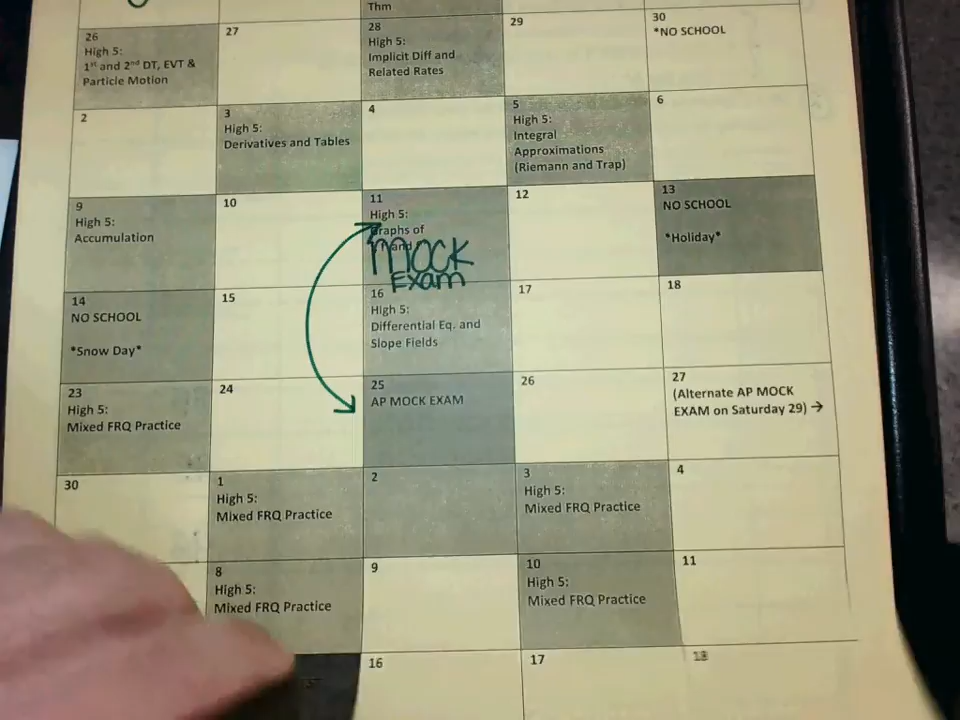 Thm
26
High 5:
1st and 2nd DT, EVT &
Particle Motion
27
28
High 5:
Implicit Diff and
Related Rates
29
30
*NO SCHOOL
2
3
High 5:
Derivatives and Tables
4
5
High 5:
Integral
Approximations
(Riemann and Trap)
6
9
High 5:
Accumulation
10
11
High 5:
Graphs of
Mock
Exam
12
13
NO SCHOOL
*Holiday*
14
NO SCHOOL
*Snow Day*
15
16
High 5:
Differential Eq. and
Slope Fields
17
18
23
High 5:
Mixed FRQ Practice
24
25
AP MOCK EXAM
26
27
(Alternate AP MOCK
EXAM on Saturday 29) →
30
1
High 5:
Mixed FRQ Practice
2
3
High 5:
Mixed FRQ Practice
4
8
High 5:
Mixed FRQ Practice
9
10
High 5:
Mixed FRQ Practice
11
16
17
18